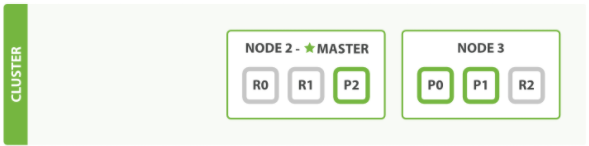 CLUSTER
NODE 2 - ★ MASTER
R0 R1 P2
NODE 3
P0 P1 R2